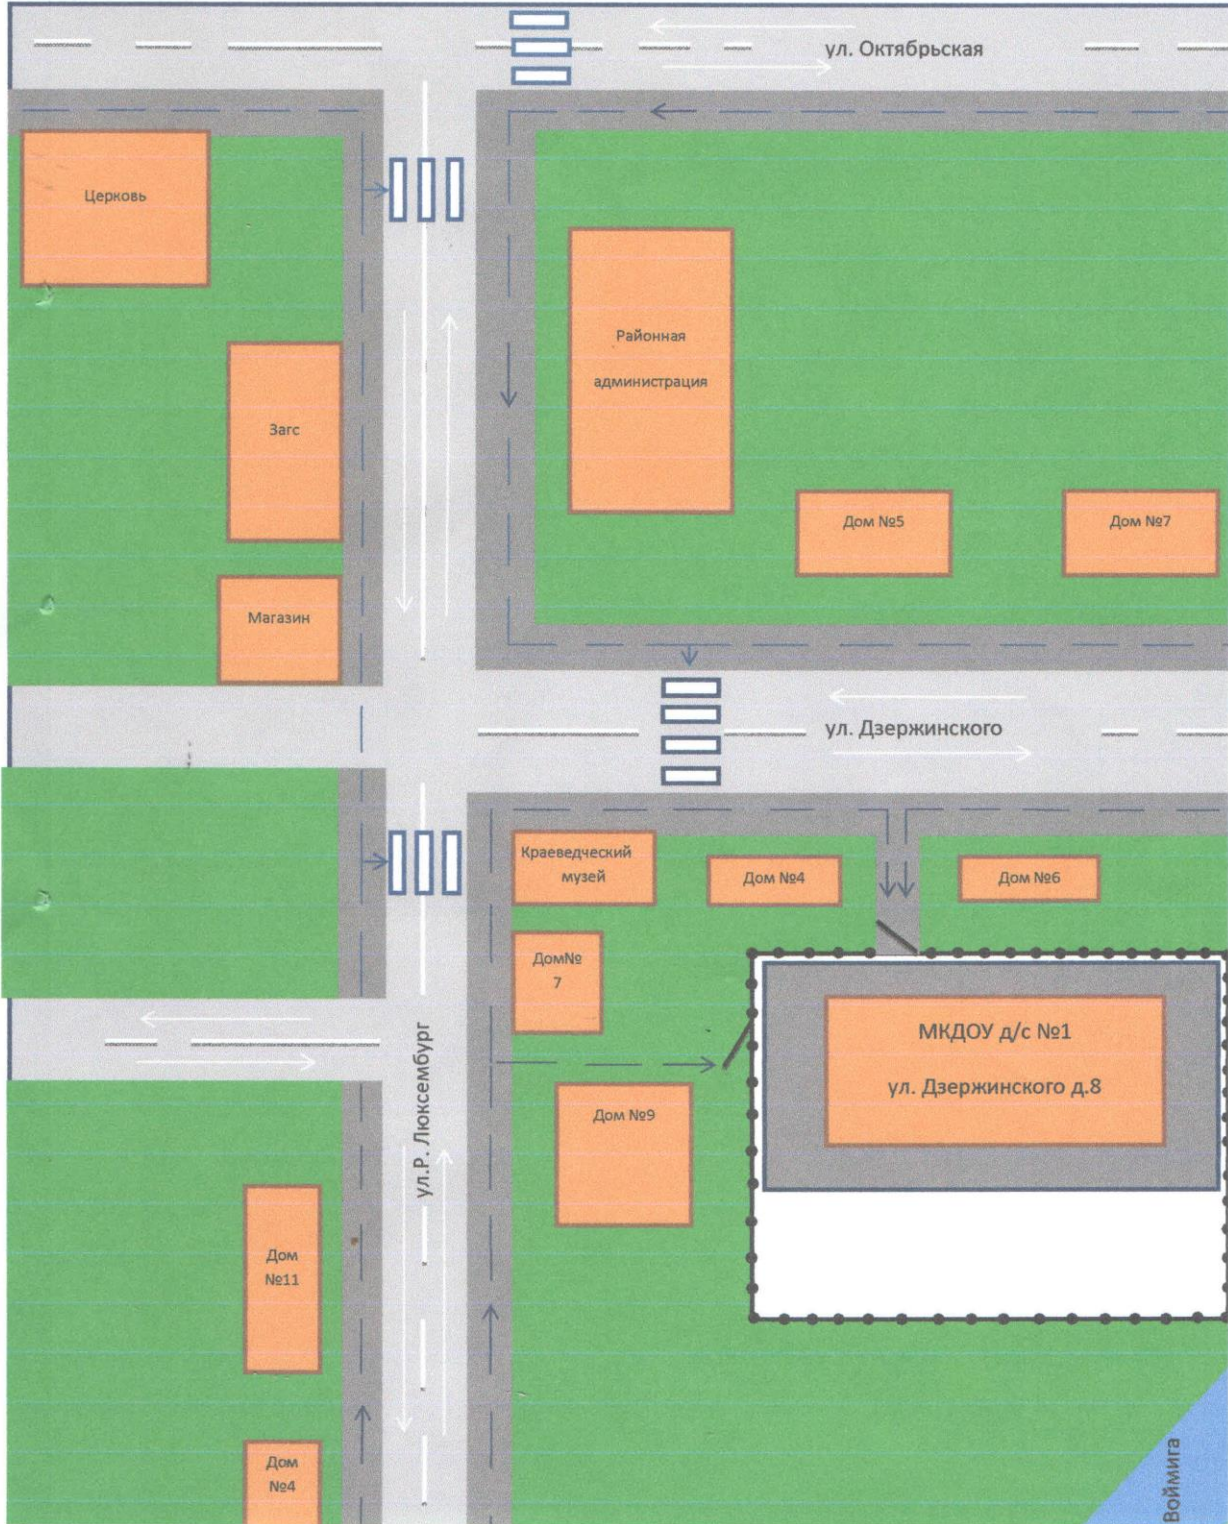 ул. Октябрьская
Церковь
Районная
администрация
Загс
Дом №5
Дом №7
Магазин
ул. Дзержинского
Краеведческий
музей
Дом №4
Дом №6
Дом№
7
МКДОУ д/с №1
ул. Дзержинского д.8
ул.Р. Люксембург
Дом №9
Дом
№11
Дом
№4
Воймига